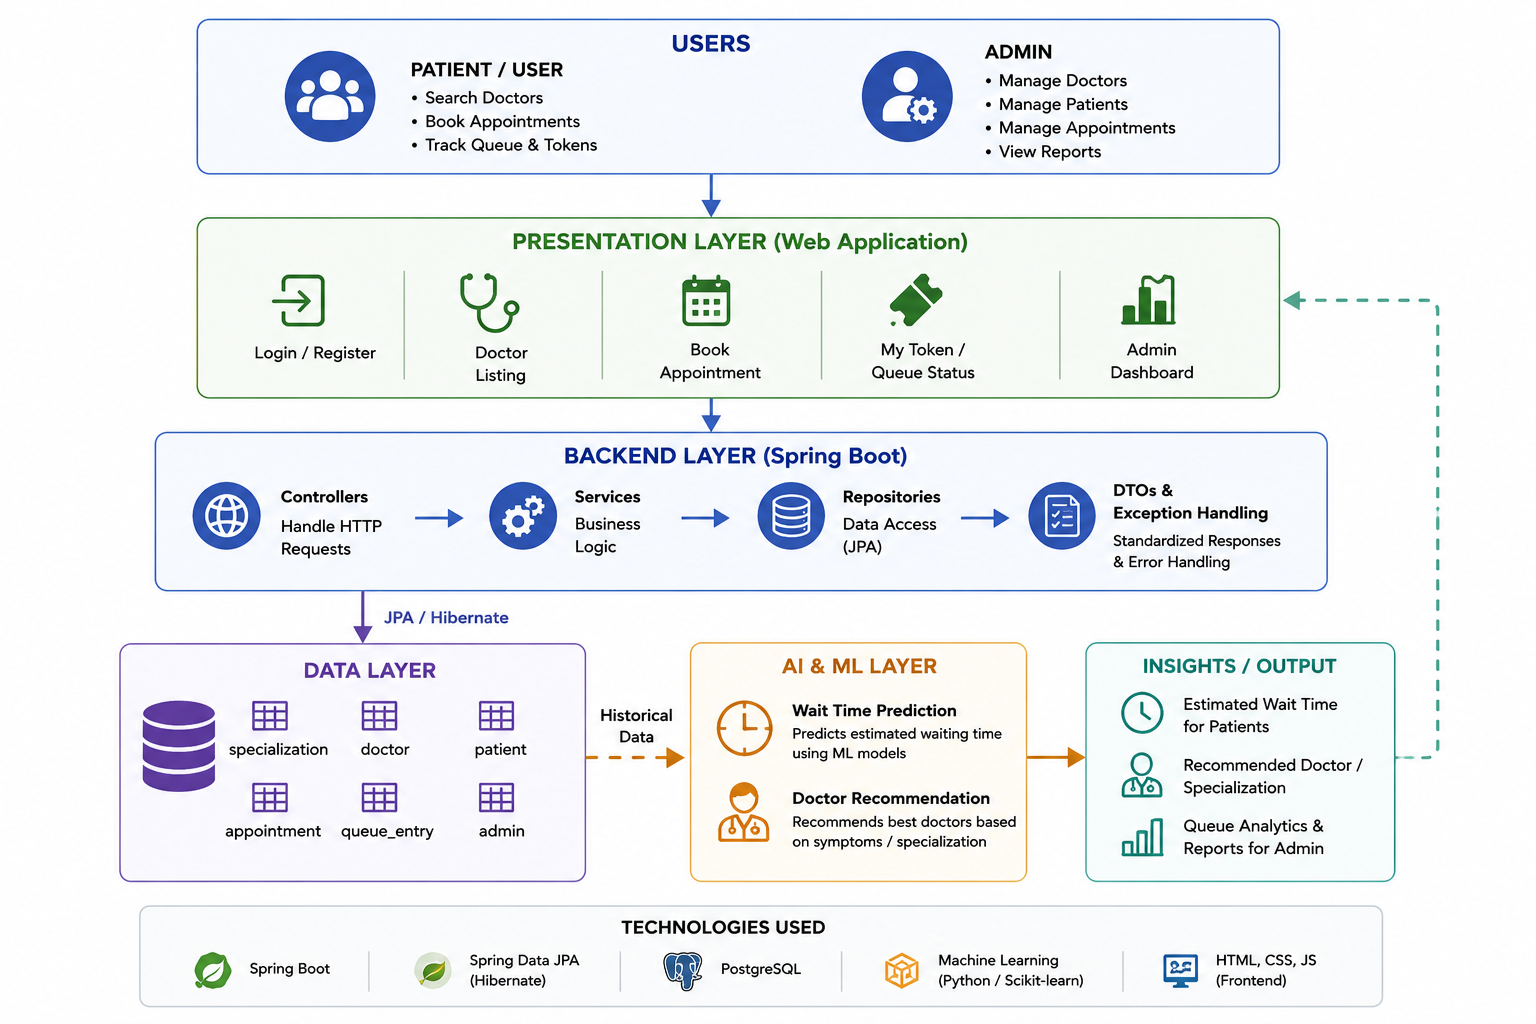 USERS
PATIENT / USER
• Search Doctors
• Book Appointments
• Track Queue & Tokens
ADMIN
• Manage Doctors
• Manage Patients
• Manage Appointments
• View Reports
PRESENTATION LAYER (Web Application)
Login / Register
Doctor
Listing
Book
Appointment
My Token /
Queue Status
Admin
Dashboard
BACKEND LAYER (Spring Boot)
Controllers
Handle HTTP
Requests
Services
Business
Logic
Repositories
Data Access
(JPA)
DTOs &
Exception Handling
Standardized Responses
& Error Handling
JPA / Hibernate
DATA LAYER
specialization
doctor
patient
appointment
queue_entry
admin
Historical
Data
AI & ML LAYER
Wait Time Prediction
Predicts estimated waiting time
using ML models
Doctor Recommendation
Recommends best doctors based
on symptoms / specialization
INSIGHTS / OUTPUT
Estimated Wait Time
for Patients
Recommended Doctor /
Specialization
Queue Analytics &
Reports for Admin
TECHNOLOGIES USED
Spring Boot
Spring Data JPA
(Hibernate)
PostgreSQL
Machine Learning
(Python / Scikit-learn)
HTML, CSS, JS
(Frontend)